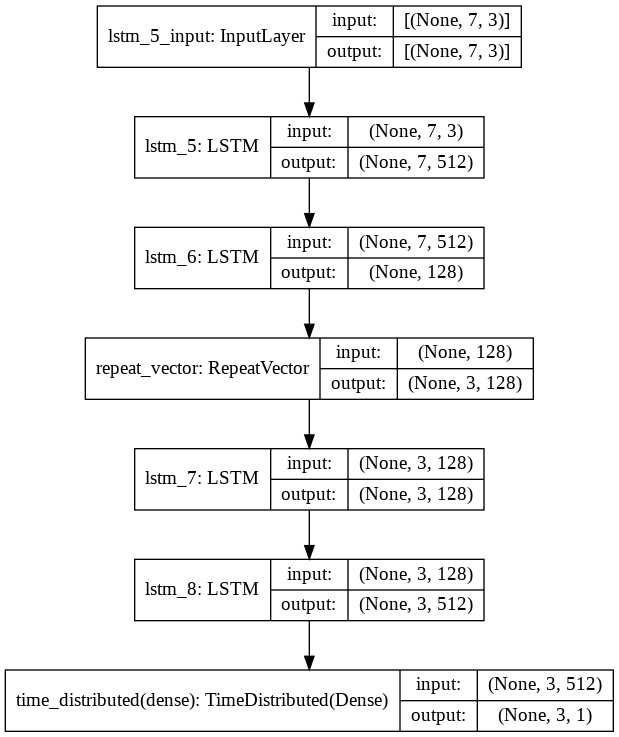 lstm_5_input: InputLayer
input: [(None, 7, 3)]
output: [(None, 7, 3)]
lstm_5: LSTM
input: (None, 7, 3)
output: (None, 7, 512)
lstm_6: LSTM
input: (None, 7, 512)
output: (None, 128)
repeat_vector: RepeatVector
input: (None, 128)
output: (None, 3, 128)
lstm_7: LSTM
input: (None, 3, 128)
output: (None, 3, 128)
lstm_8: LSTM
input: (None, 3, 128)
output: (None, 3, 512)
time_distributed(dense): TimeDistributed(Dense)
input: (None, 3, 512)
output: (None, 3, 1)